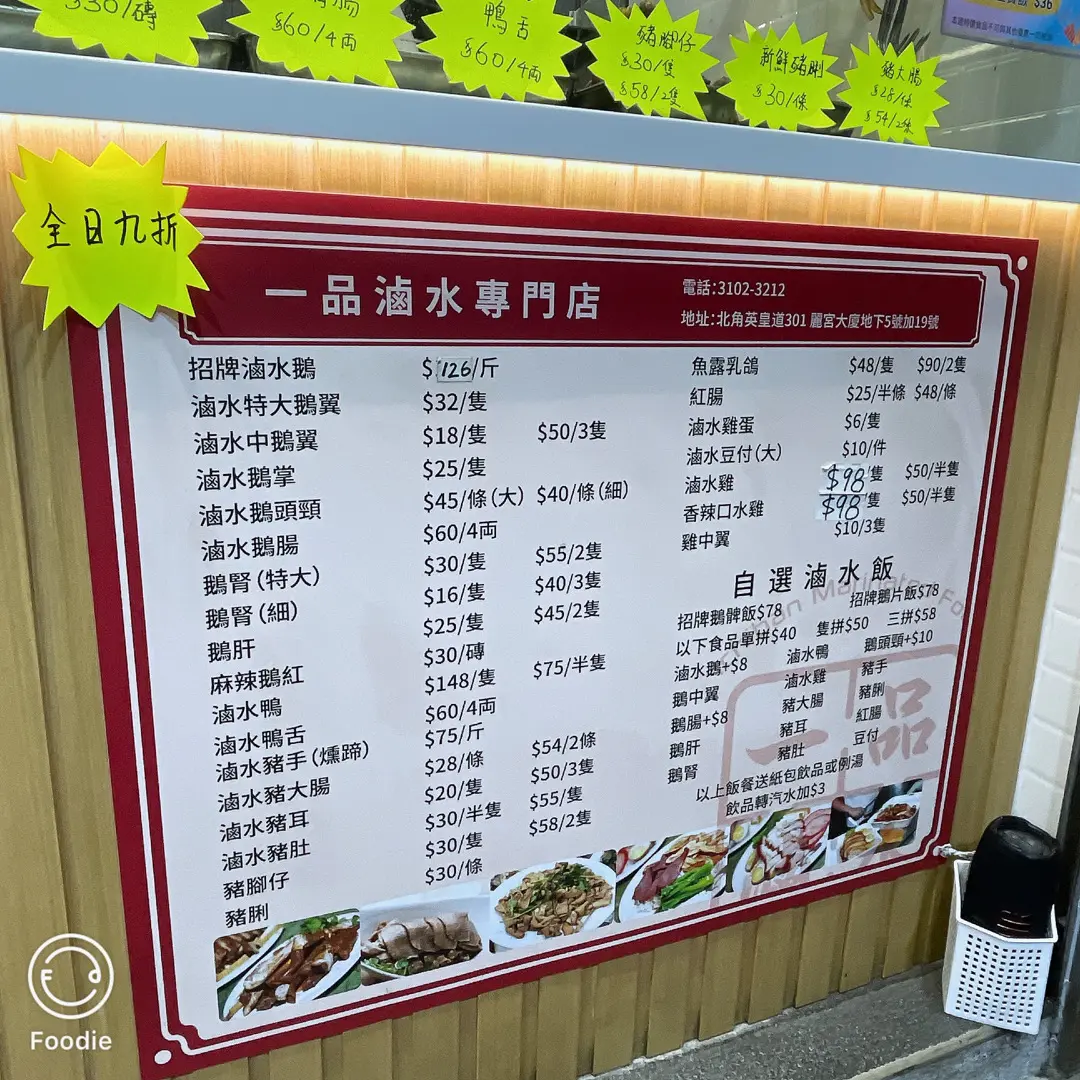 $30/磚
腸
$60/4両
鴨舌
$60/4両
豬腳仔
$30/隻
$58/2隻
新鮮豬脷
$30/條
豬大腸
$28/條
$54/2條
$36
全日九折
一品滷水專門店
電話:3102-3212
地址:北角英皇道301 麗宮大廈地下5號加19號
招牌滷水鵝 $126/斤
滷水特大鵝翼 $32/隻
滷水中鵝翼 $18/隻 $50/3隻
滷水鵝掌 $25/隻
滷水鵝頭頸 $45/條(大) $40/條(細)
滷水鵝腸 $60/4両
鵝腎(特大) $30/隻 $55/2隻
鵝腎(細) $16/隻 $40/3隻
鵝肝 $25/隻 $45/2隻
麻辣鵝紅 $30/磚
滷水鴨 $148/隻 $75/半隻
滷水鴨舌 $60/4両
滷水豬手(燻蹄) $75/斤
滷水豬大腸 $28/條 $54/2條
滷水豬耳 $20/隻 $50/3隻
滷水豬肚 $30/半隻 $55/隻
豬腳仔 $30/隻 $58/2隻
豬脷 $30/條
魚露乳鴿 $48/隻 $90/2隻
紅腸 $25/半條 $48/條
滷水雞蛋 $6/隻
滷水豆付(大) $10/件
滷水雞 $98/隻 $50/半隻
香辣口水雞 $98/隻 $50/半隻
雞中翼 $10/3隻
自選滷水飯
招牌鵝髀飯$78 招牌鵝片飯$78
以下食品單拼$40 隻拼$50 三拼$58
滷水鵝+$8 滷水鴨 鵝頭頸+$10
鵝中翼 滷水雞 豬手
鵝腸+$8 豬大腸 豬脷
鵝肝 豬耳 紅腸
鵝腎 豬肚 豆付
以上飯餐送紙包飲品或例湯
飲品轉汽水加$3
一品
Foodie